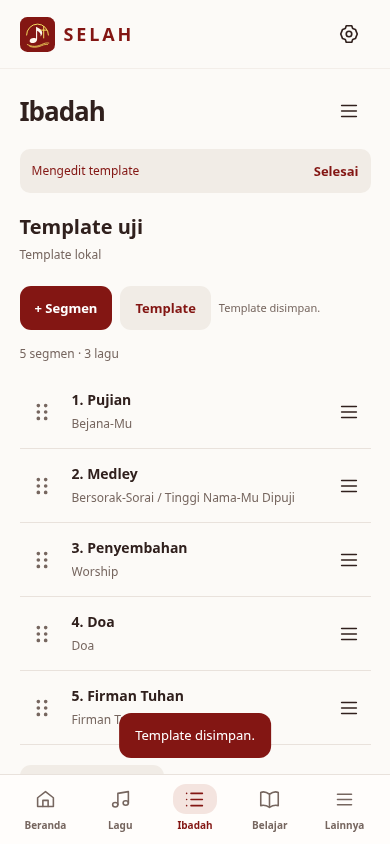 SELAH
Ibadah
Mengedit template
Selesai
Template uji
Template lokal
+ Segmen
Template
Template disimpan.
5 segmen · 3 lagu
1. Pujian
Bejana-Mu
2. Medley
Bersorak-Sorai / Tinggi Nama-Mu Dipuji
3. Penyembahan
Worship
4. Doa
Doa
5. Firman Tuhan
Firman
Template disimpan.
Beranda
Lagu
Ibadah
Belajar
Lainnya